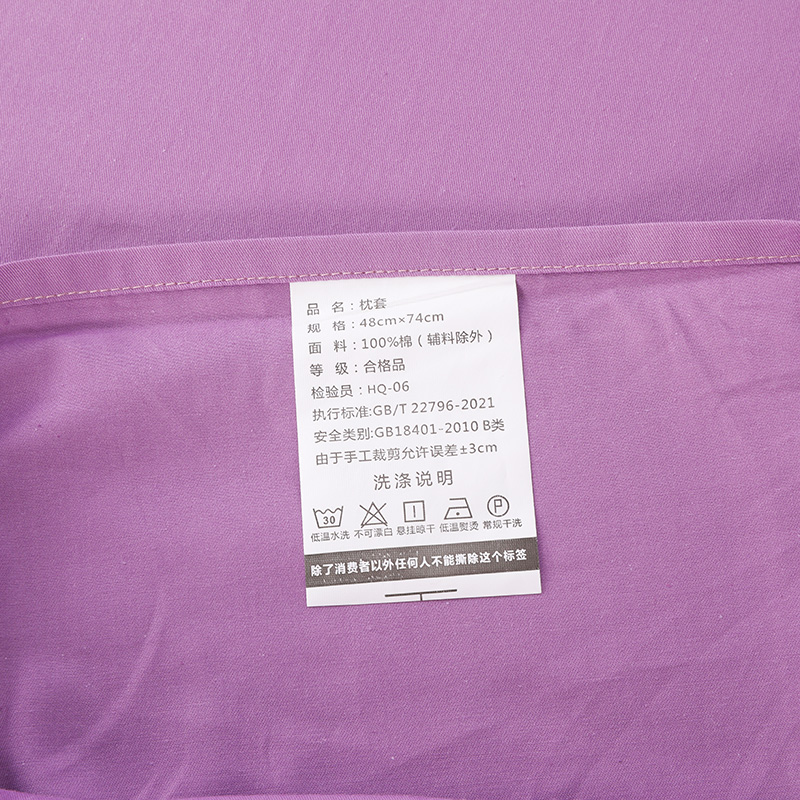 品 名：枕套
规 格：48cm×74cm
面 料：100%棉（辅料除外）
等 级：合格品
检验员：HQ-06
执行标准:GB/T 22796-2021
安全类别:GB18401-2010 B类
由于手工裁剪允许误差±3cm
洗涤说明
30 P
低温水洗 不可漂白 悬挂晾干 低温熨烫 常规干洗
除了消费者以外任何人不能撕除这个标签